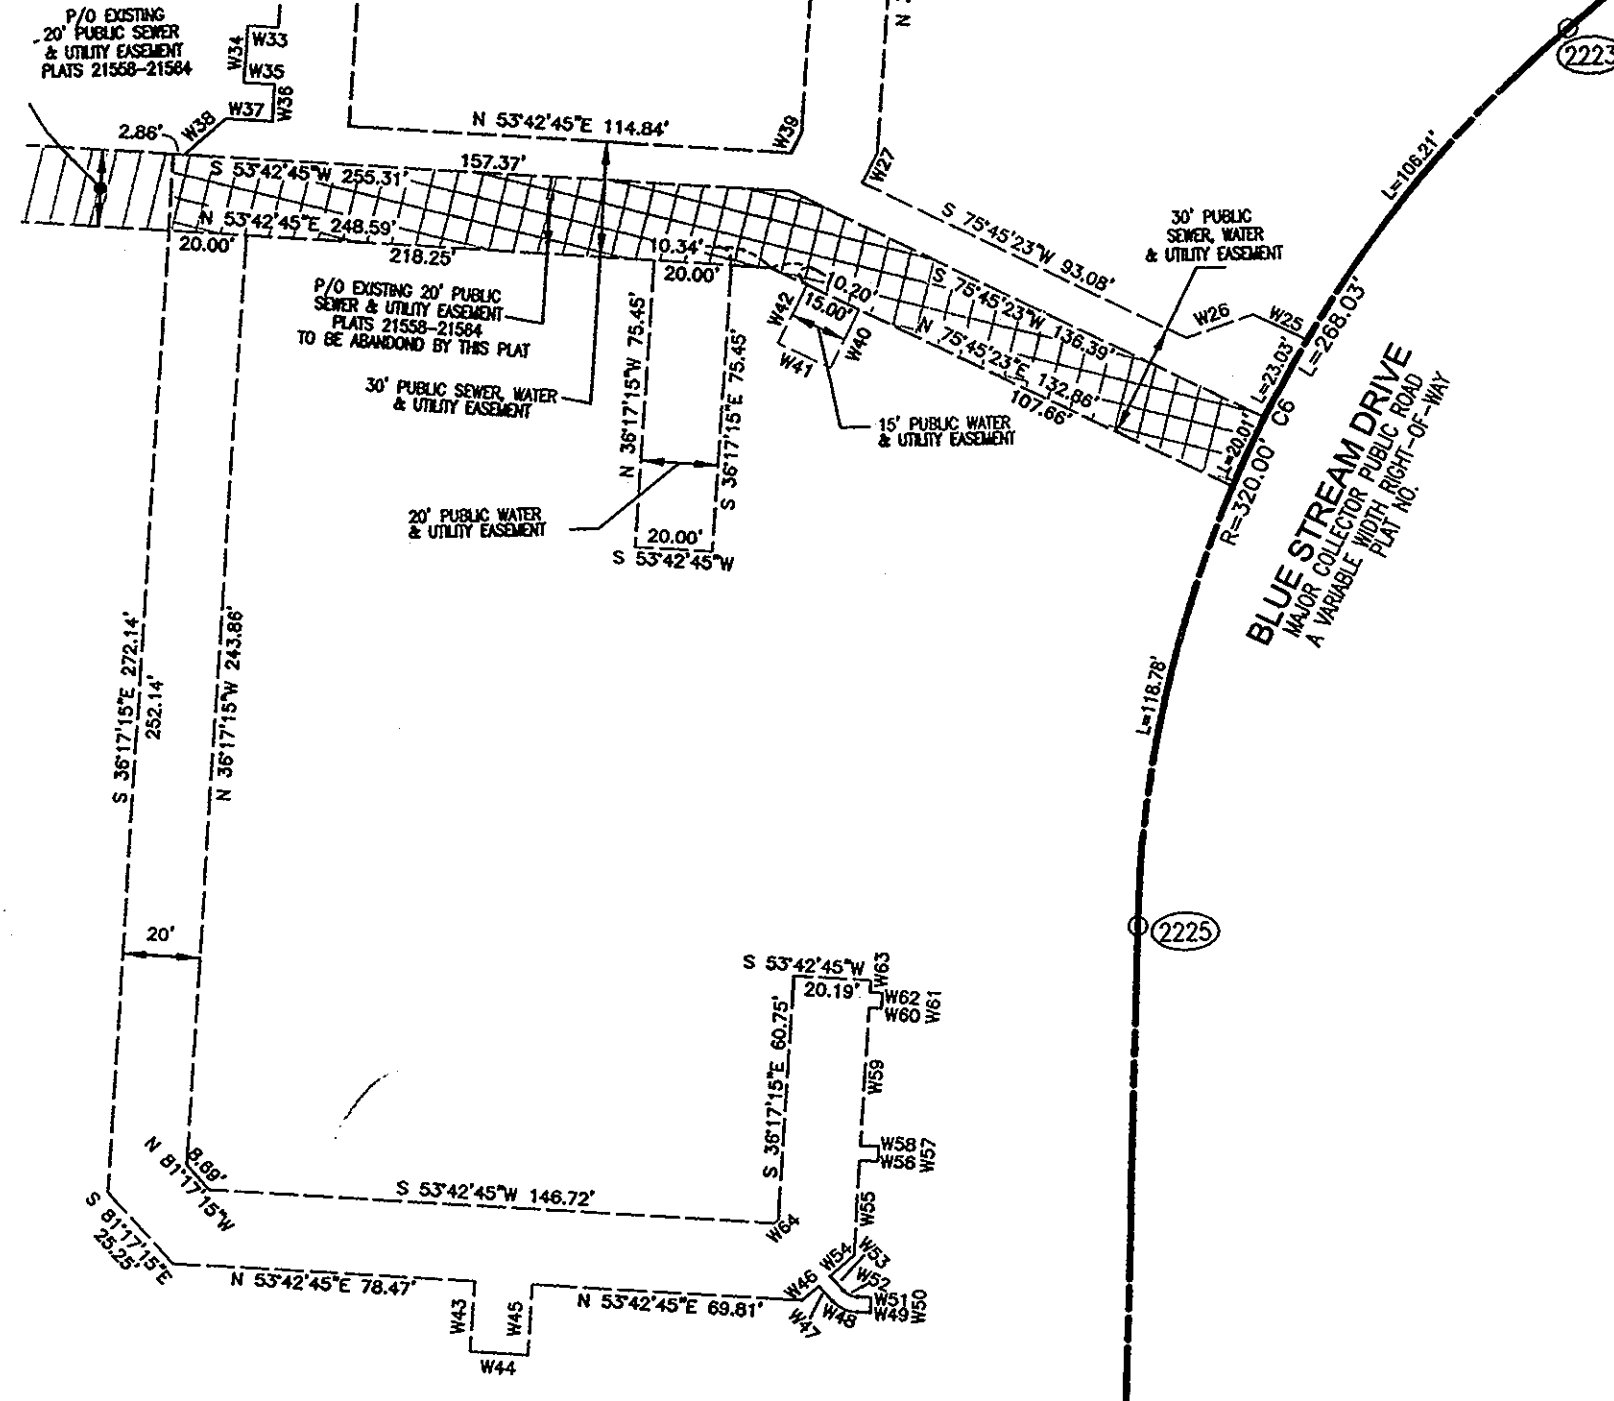 P/O EXISTING
20' PUBLIC SEWER
& UTILITY EASEMENT
PLATS 21558-21564
W34
W33
W35
W36
W37
W38
2.86'
N 53°42'45"E 114.84'
W39
W27
N
2223
L=106.21'
157.37'
S 53°42'45"W 255.31'
N 53°42'45"E 248.59'
20.00'
218.25'
10.34'
20.00'
S 75°45'23"W 93.08'
30' PUBLIC
SEWER, WATER
& UTILITY EASEMENT
W26
W25
S 75°45'23"W 136.39'
10.20'
15.00'
W42
W40
W41
N 75°45'23"E 132.86'
107.66'
L=23.03'
L=268.03'
L=20.01'
C6
R=320.00'
P/O EXISTING 20' PUBLIC
SEWER & UTILITY EASEMENT
PLATS 21558-21564
TO BE ABANDOND BY THIS PLAT
30' PUBLIC SEWER, WATER
& UTILITY EASEMENT
N 36°17'15"W 75.45'
S 36°17'15"E 75.45'
15' PUBLIC WATER
& UTILITY EASEMENT
20' PUBLIC WATER
& UTILITY EASEMENT
20.00'
S 53°42'45"W
BLUE STREAM DRIVE
MAJOR COLLECTOR PUBLIC ROAD
A VARIABLE WIDTH RIGHT-OF-WAY
PLAT NO.
S 36°17'15"E 272.14'
252.14'
N 36°17'15"W 243.86'
L=118.78'
20'
2225
S 53°42'45"W
20.19'
W63
W62
W61
W60
S 36°17'15"E 60.75'
W59
W58
W57
W56
W55
8.69'
N 81°17'15"W
S 53°42'45"W 146.72'
W64
S 81°17'15"E
25.25'
N 53°42'45"E 78.47'
W43
W44
W45
N 53°42'45"E 69.81'
W46
W47
W48
W54
W53
W52
W51
W50
W49